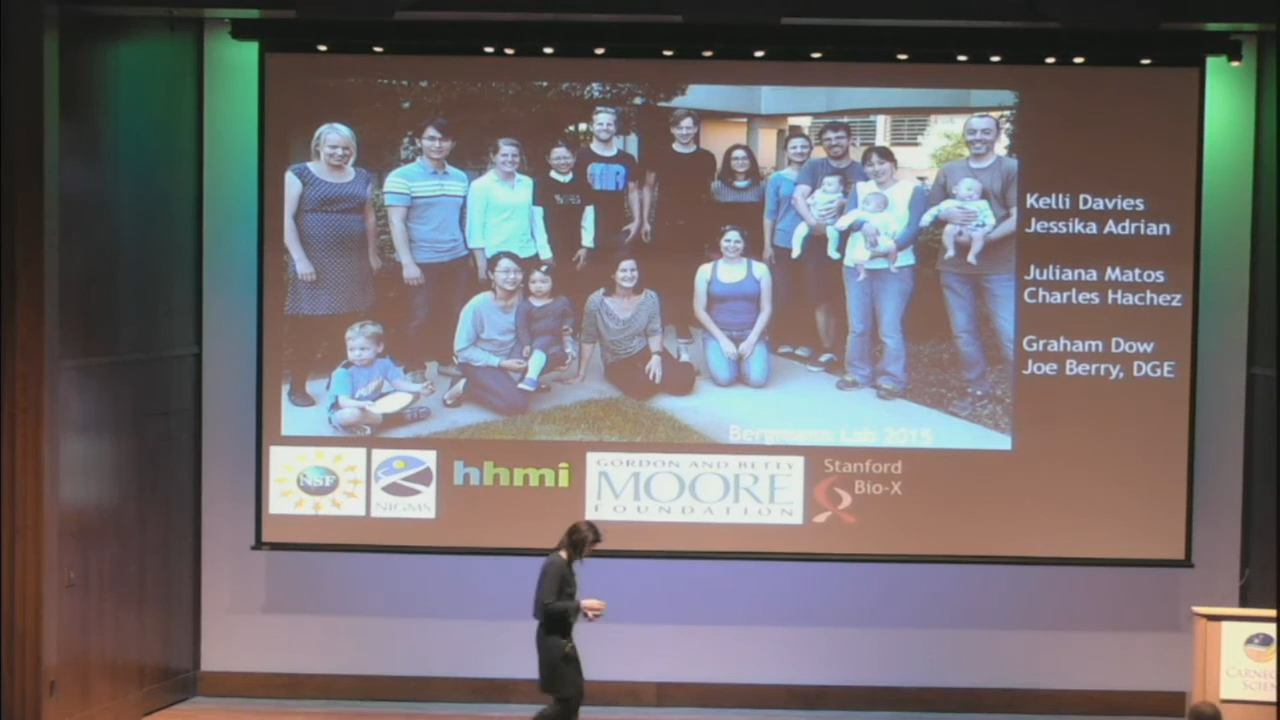 Kelli Davies
Jessika Adrian
Juliana Matos
Charles Hachez
Graham Dow
Joe Berry, DGE
Bergmann Lab 2015
NSF
NIGMS
hhmi
GORDON AND BETTY
MOORE
FOUNDATION
Stanford
Bio-X